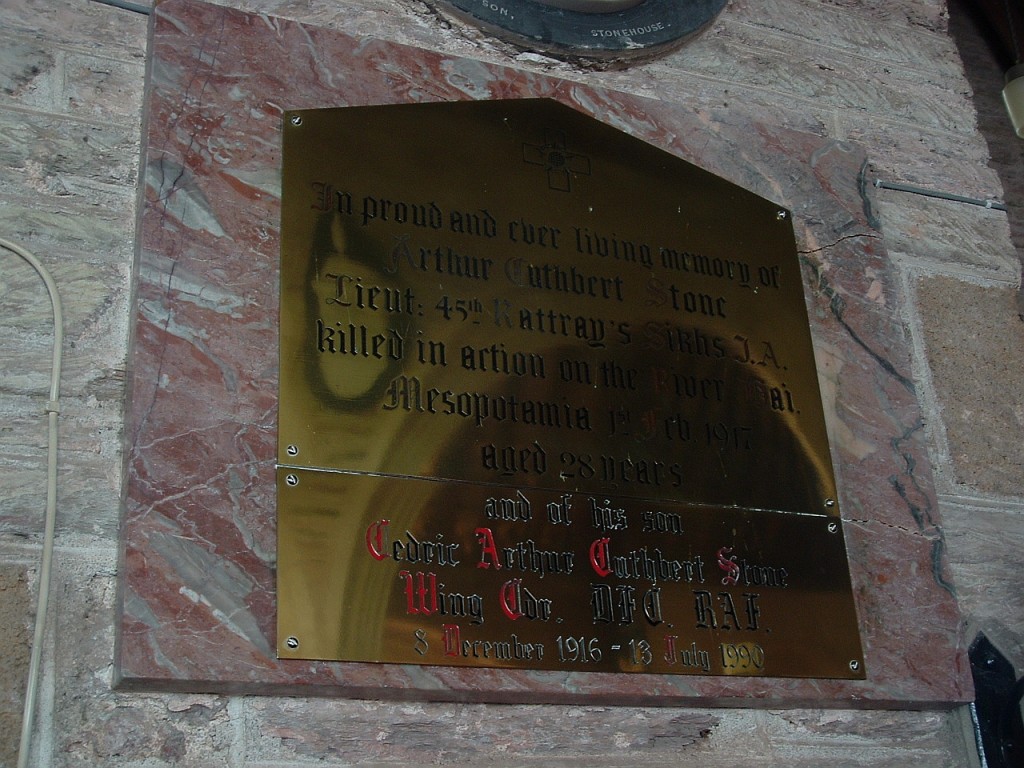 SON,
STONEHOUSE.
In proud and ever living memory of
Arthur Cuthbert Stone
Lieut: 45th Rattray's Sikhs I.A.
killed in action on the River Hai.
Mesopotamia 1st Feb. 1917
aged 28 years
and of his son
Cedric Arthur Cuthbert Stone
Wing Cdr. DFC. RAF.
8 December 1916 - 13 July 1990